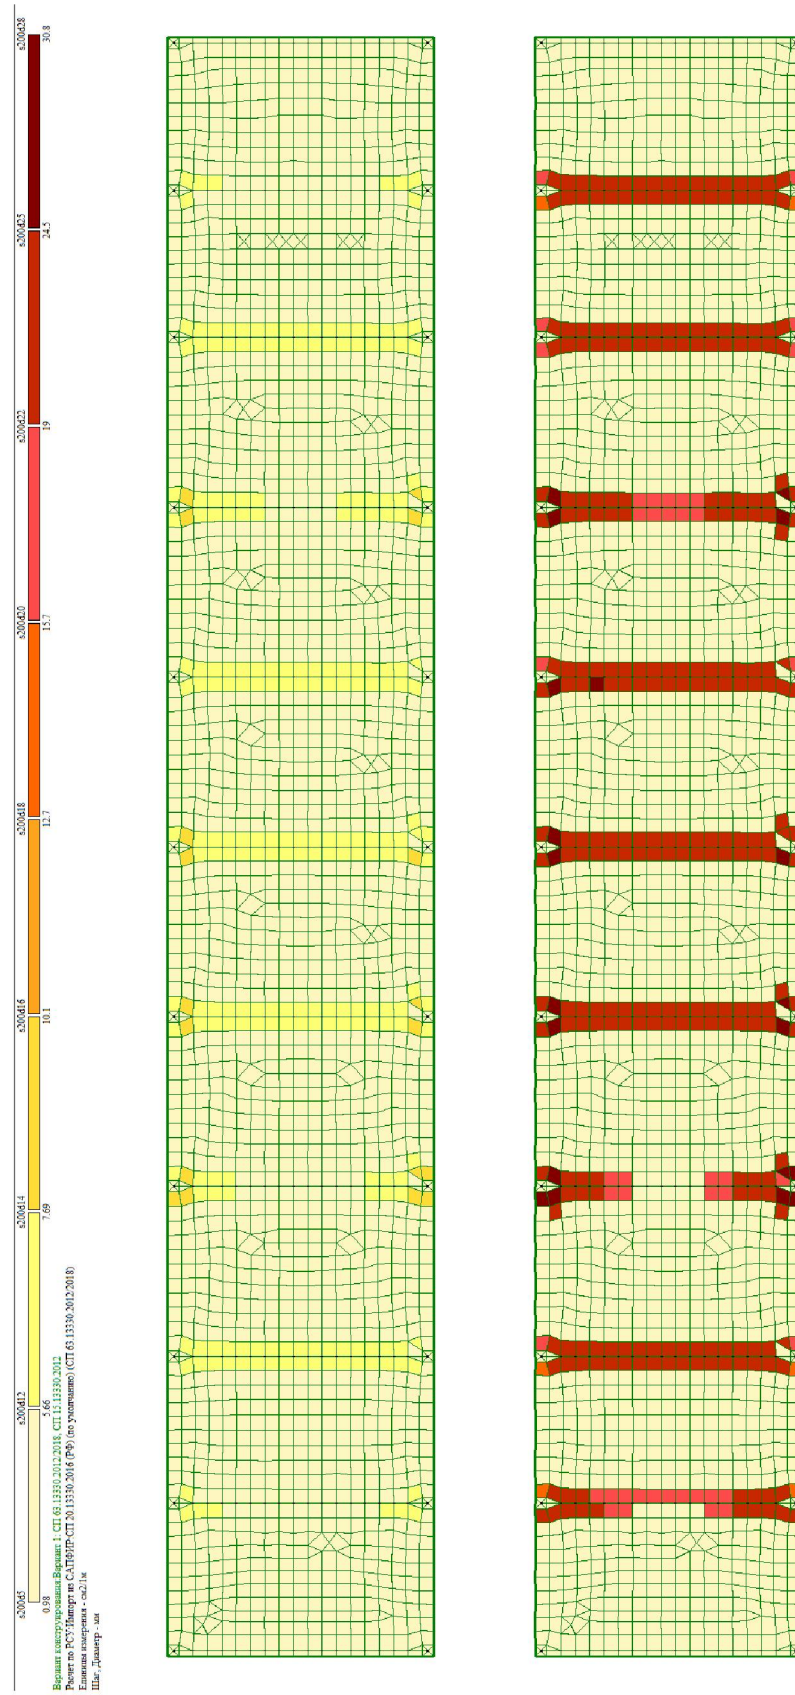 s200d5 s200d12 s200d14 s200d16 s200d18 s200d20 s200d22 s200d25 s200d28
0.98 5.66 7.69 10.1 12.7 15.7 19 24.5 30.8
Вариант конструирования:Вариант 1: СП 63.13330.2012/2018, СП 15.13330.2012
Расчет по РСУ:Импорт из САПФИР-СП 20.13330.2016 (РФ) (по умолчанию) (СП 63.13330.2012/2018)
Единицы измерения - см2/1м
Шаг, Диаметр - мм